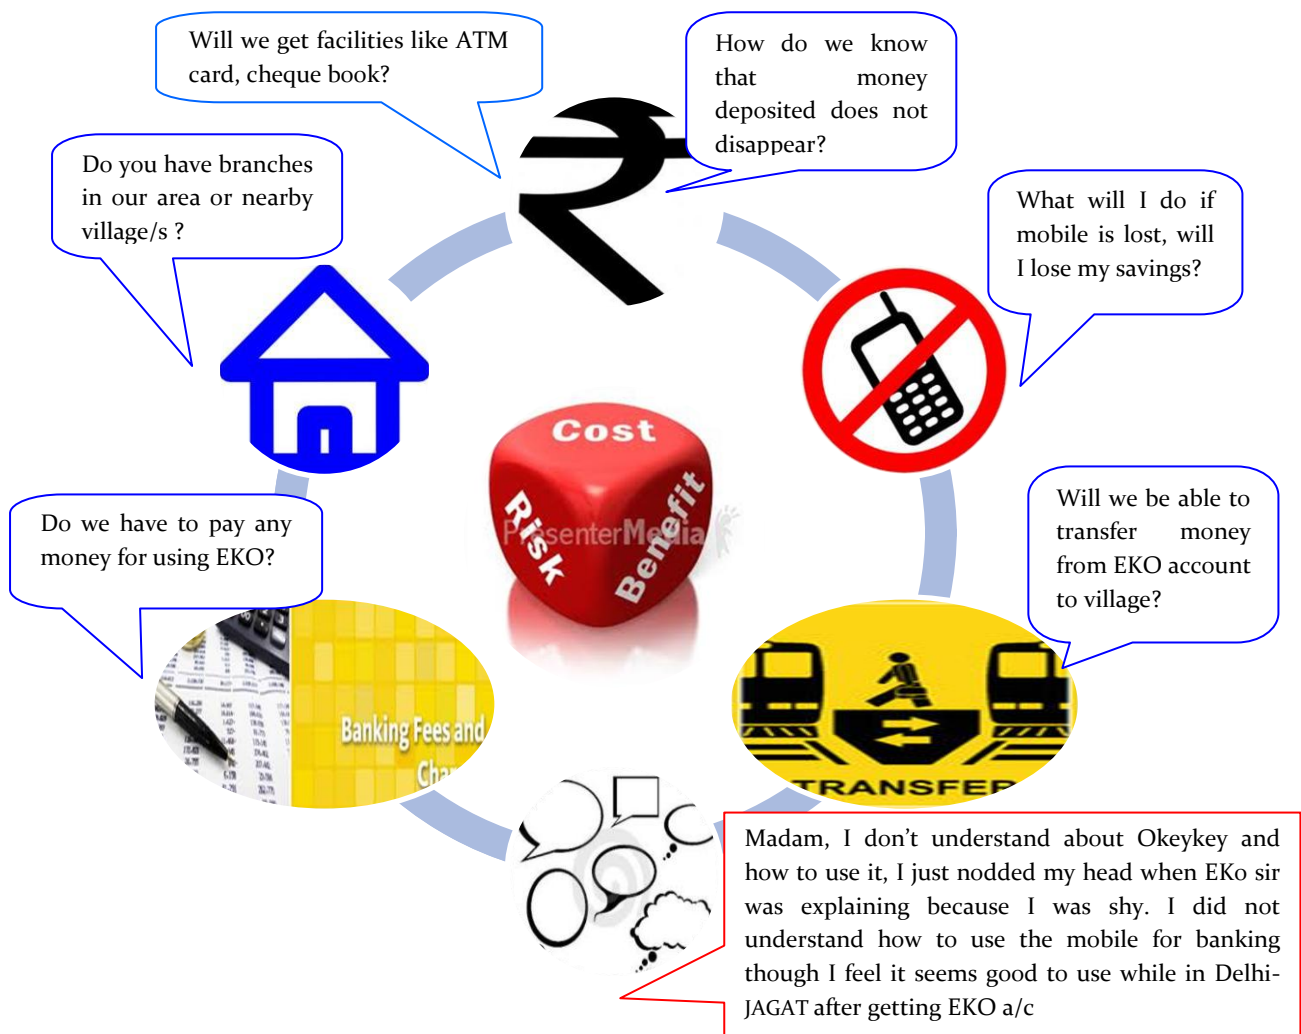 Will we get facilities like ATM
card, cheque book?
How do we know
that money
deposited does not
disappear?
Do you have branches
in our area or nearby
village/s ?
What will I do if
mobile is lost, will
I lose my savings?
Cost
Risk
Benefit
PresenterMedia
Do we have to pay any
money for using EKO?
Will we be able to
transfer money
from EKO account
to village?
Banking Fees and
Char
TRANSFER
Madam, I don’t understand about Okeykey and
how to use it, I just nodded my head when EKo sir
was explaining because I was shy. I did not
understand how to use the mobile for banking
though I feel it seems good to use while in Delhi-
JAGAT after getting EKO a/c